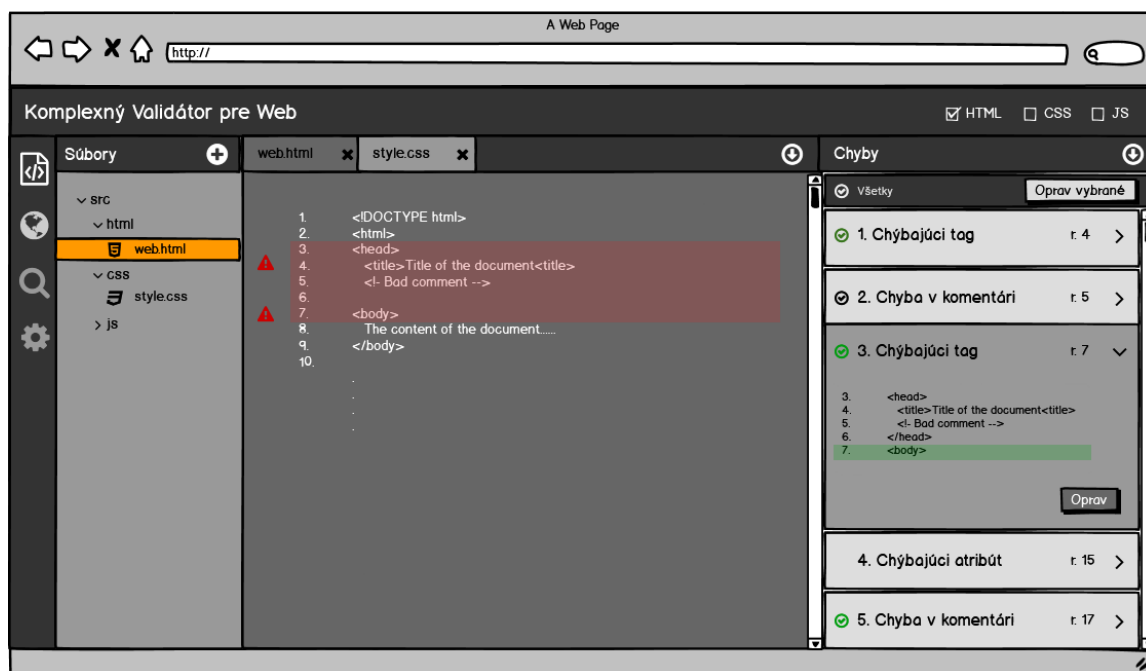 A Web Page
http://
Komplexný Validátor pre Web
HTML
CSS
JS
Súbory
web.html
style.css
Chyby
src
html
web.html
css
style.css
js
1. <!DOCTYPE html>
2. <html>
3. <head>
4. <title>Title of the document<title>
5. <!- Bad comment -->
6.
7. <body>
8. The content of the document......
9. </body>
10.
.
.
.
.
Všetky
Oprav vybrané
1. Chýbajúci tag r. 4
2. Chyba v komentári r. 5
3. Chýbajúci tag r. 7
3. <head>
4. <title>Title of the document<title>
5. <!- Bad comment -->
6. </head>
7. <body>
Oprav
4. Chýbajúci atribút r. 15
5. Chyba v komentári r. 17